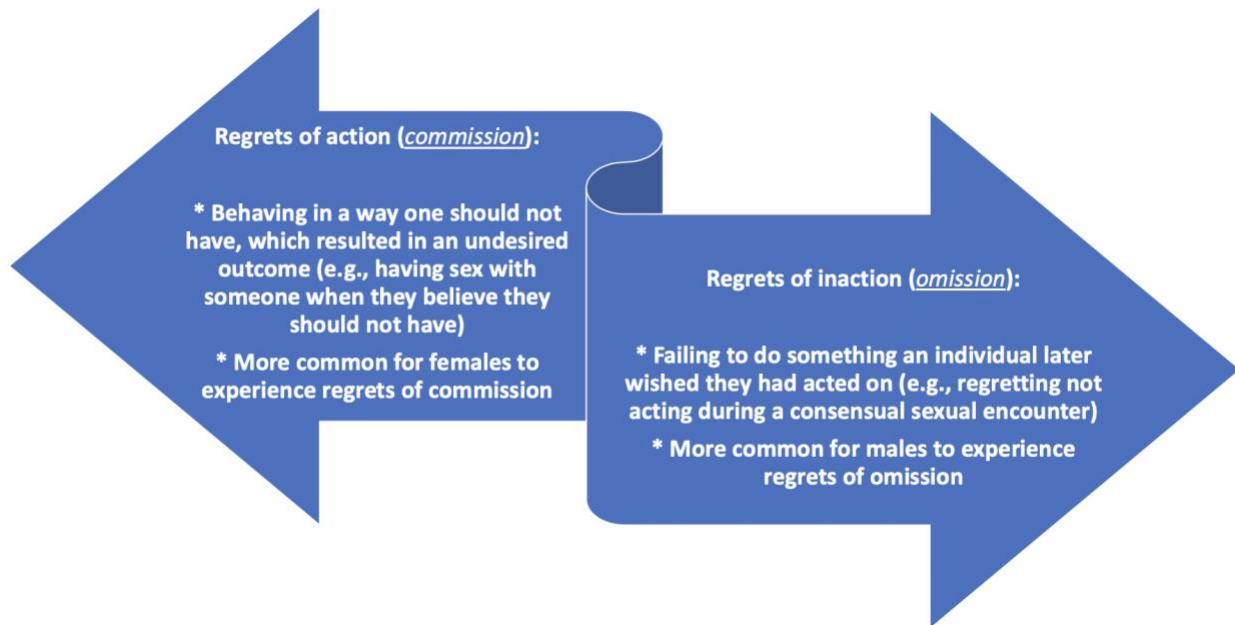 Regrets of action (commission):
* Behaving in a way one should not
have, which resulted in an undesired
outcome (e.g., having sex with
someone when they believe they
should not have)
* More common for females to
experience regrets of commission
Regrets of inaction (omission):
* Failing to do something an individual later
wished they had acted on (e.g., regretting not
acting during a consensual sexual encounter)
* More common for males to experience
regrets of omission